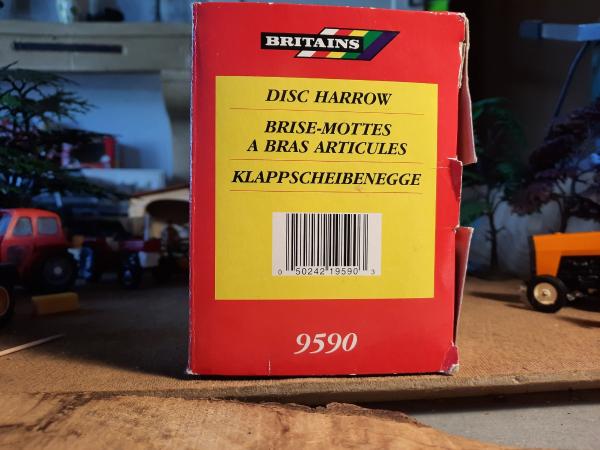 BRITAINS
DISC HARROW
BRISE-MOTTES
A BRAS ARTICULES
KLAPPSCHEIBENEGGE
0 50242 19590 3
9590